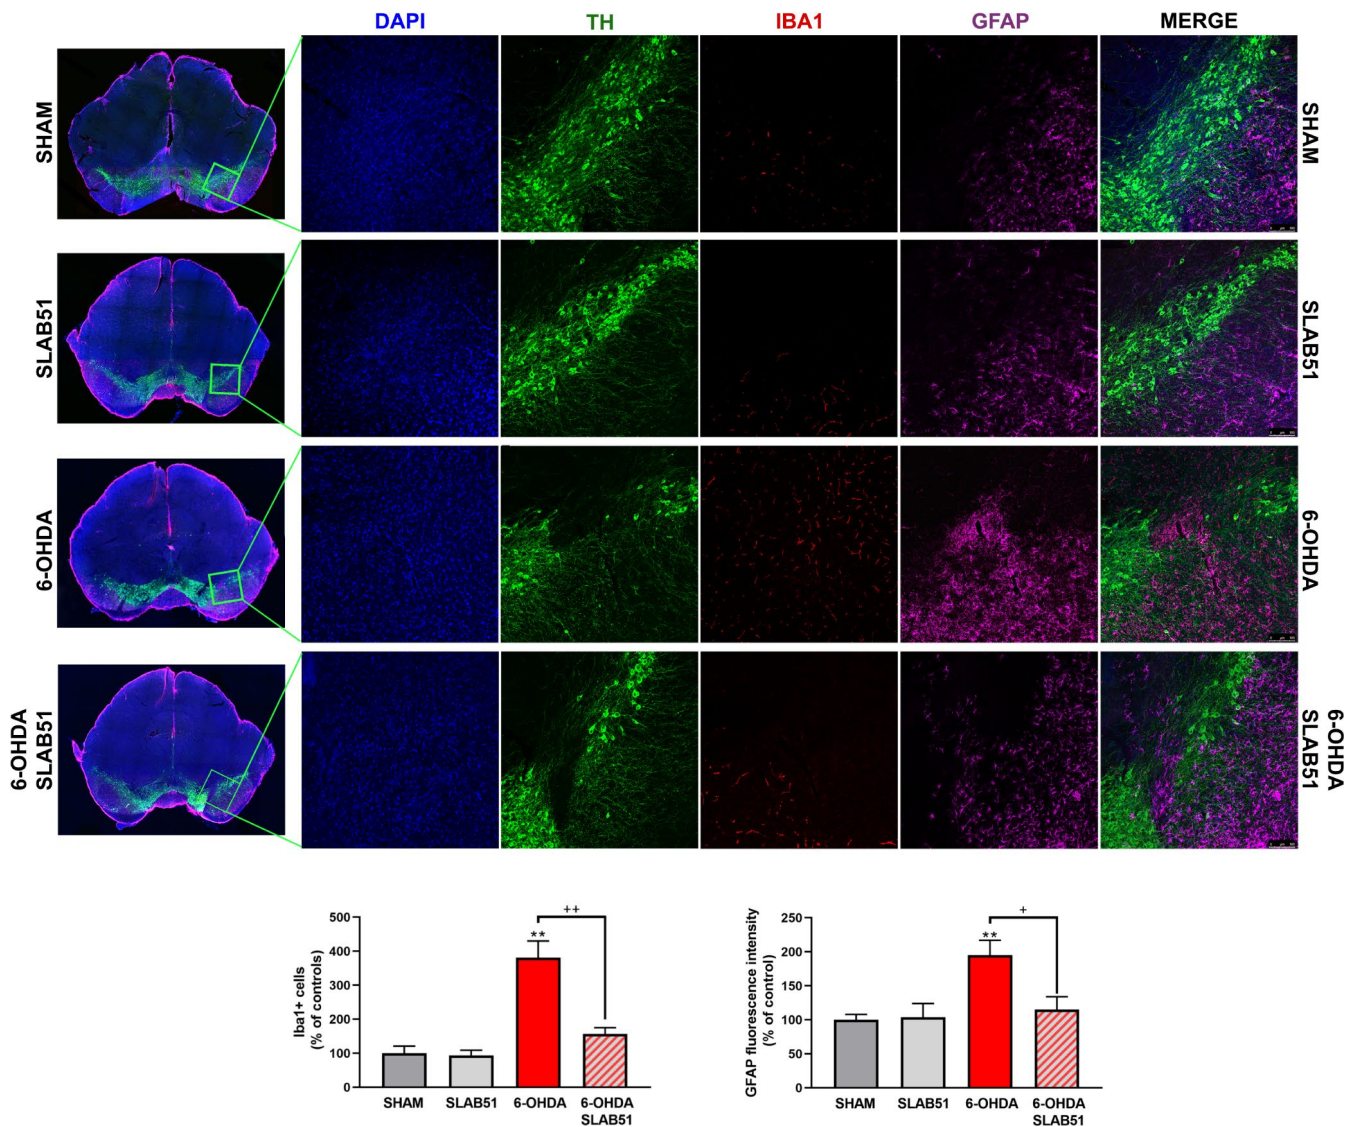 DAPI TH IBA1 GFAP MERGE
SHAM SHAM
SLAB51 SLAB51
6-OHDA 6-OHDA
6-OHDA
SLAB51
6-OHDA
SLAB51
Iba1+ cells
(% of controls)
500
400
300
200
100
0
**
++
SHAM SLAB51 6-OHDA 6-OHDA
SLAB51
GFAP fluorescence intensity
(% of control)
250
200
150
100
50
0
**
+
SHAM SLAB51 6-OHDA 6-OHDA
SLAB51